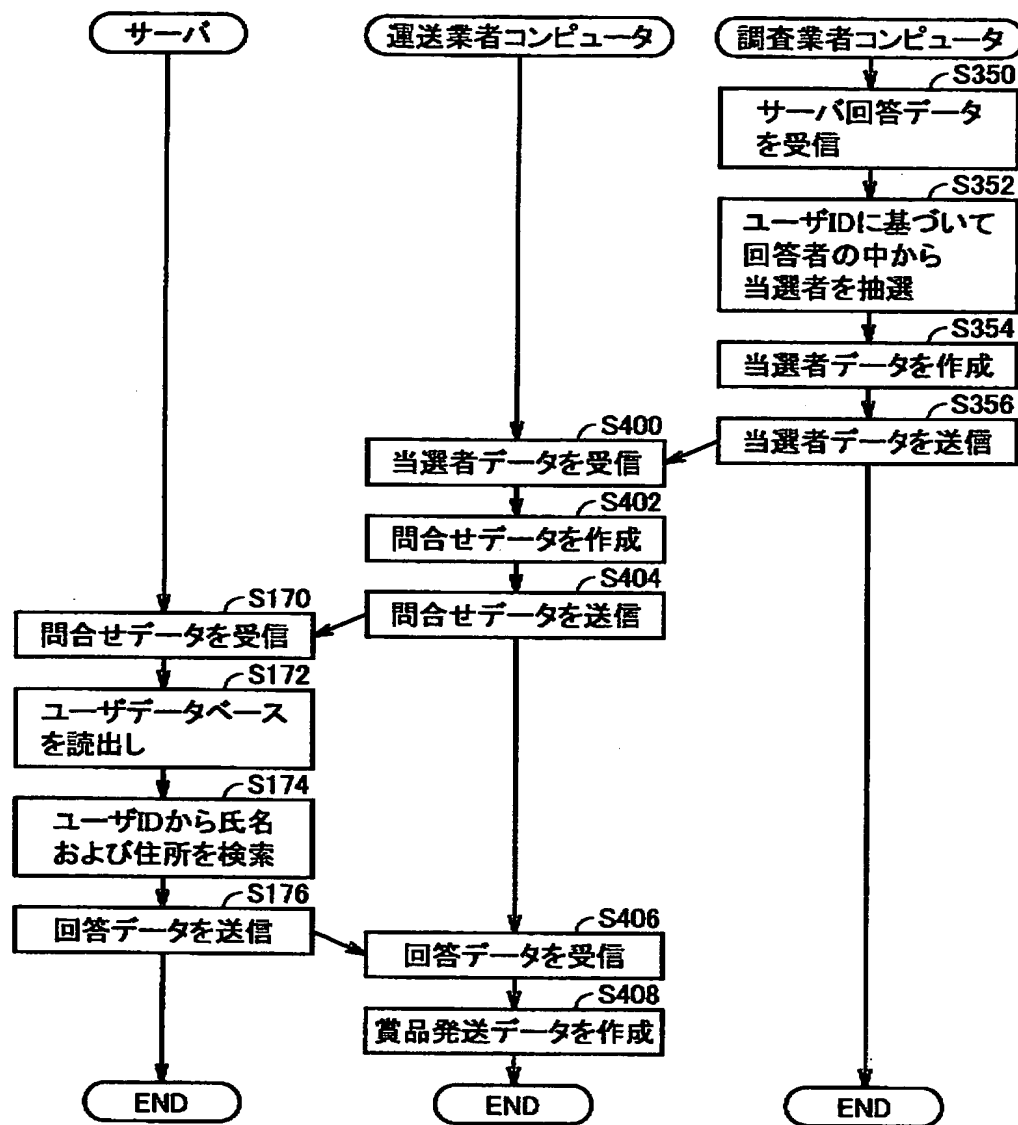 サーバ
運送業者コンピュータ
調査業者コンピュータ
S350
サーバ回答データ
を受信
S352
ユーザIDに基づいて
回答者の中から
当選者を抽選
S354
当選者データを作成
S356
当選者データを送信
S400
当選者データを受信
S402
問合せデータを作成
S404
問合せデータを送信
S170
問合せデータを受信
S172
ユーザデータベース
を読出し
S174
ユーザIDから氏名
および住所を検索
S176
回答データを送信
S406
回答データを受信
S408
賞品発送データを作成
END
END
END